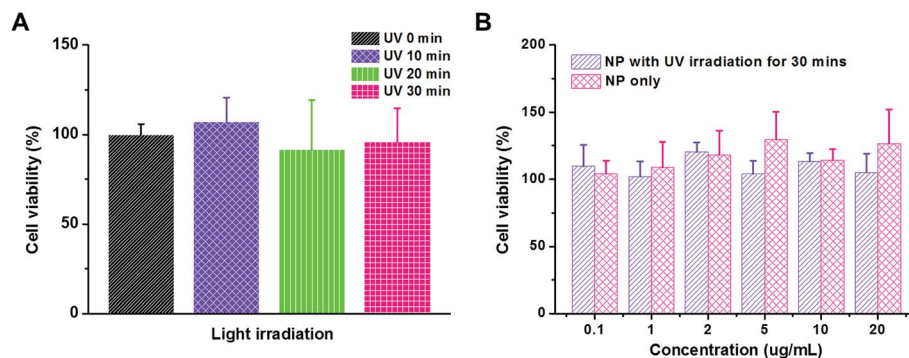 A
150
100
50
0
Cell viability (%)
UV 0 min
UV 10 min
UV 20 min
UV 30 min
Light irradiation
B
200
150
100
50
0
Cell viability (%)
NP with UV irradiation for 30 mins
NP only
0.1 1 2 5 10 20
Concentration (ug/mL)